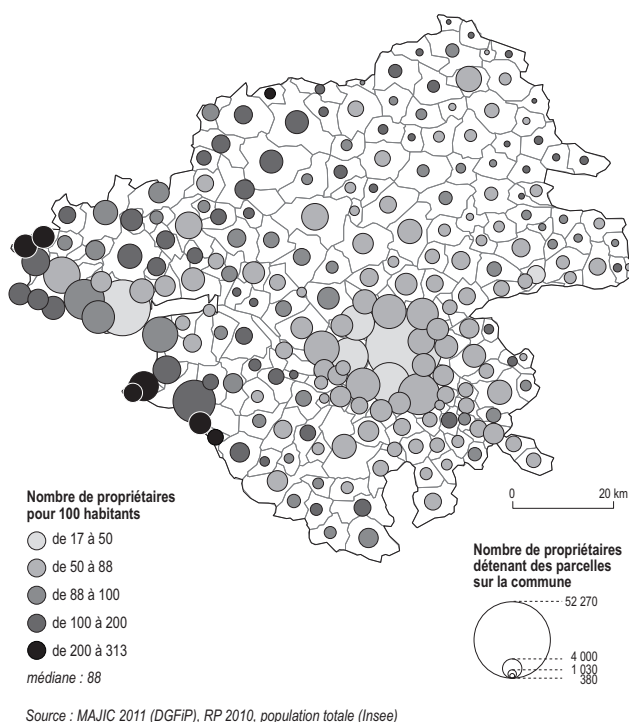 Nombre de propriétaires
pour 100 habitants
de 17 à 50
de 50 à 88
de 88 à 100
de 100 à 200
de 200 à 313
médiane : 88
0
20 km
Nombre de propriétaires
détenant des parcelles
sur la commune
52 270
4 000
1 030
380
Source : MAJIC 2011 (DGFiP), RP 2010, population totale (Insee)